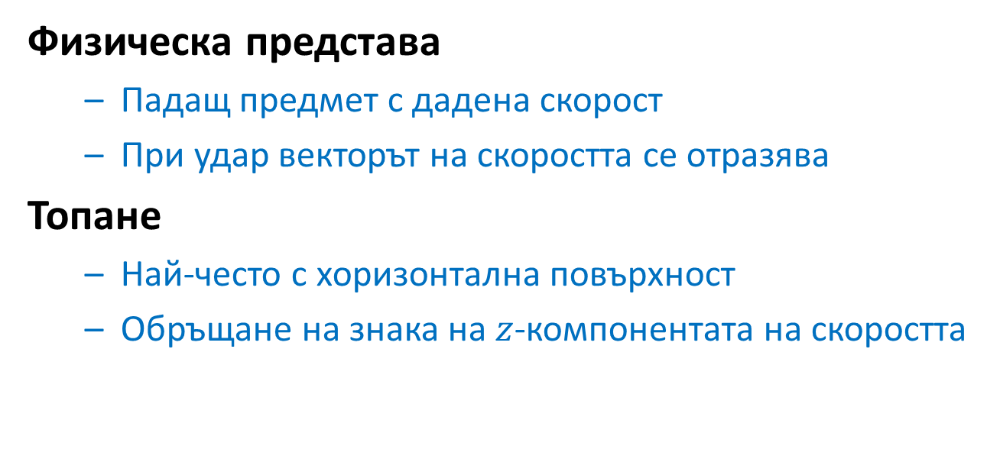 Физическа представа
– Падащ предмет с дадена скорост
– При удар векторът на скоростта се отразява
Топане
– Най-често с хоризонтална повърхност
– Обръщане на знака на z-компонентата на скоростта